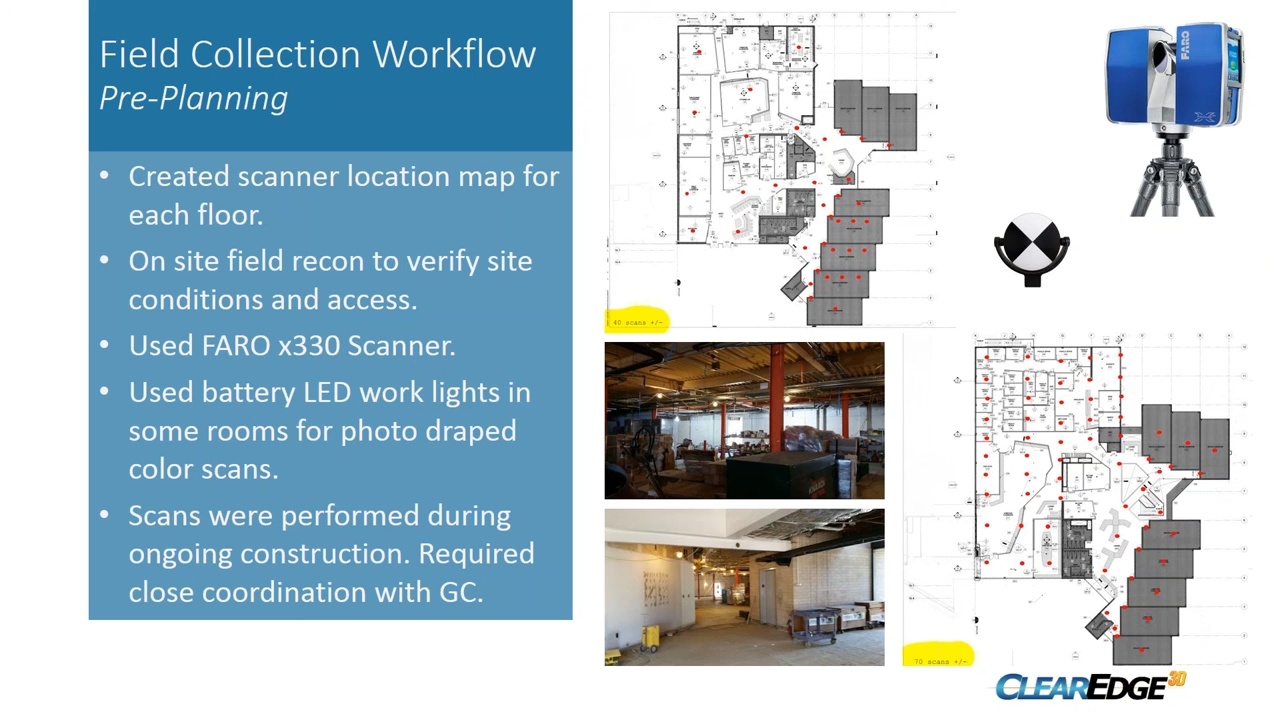 Field Collection Workflow
Pre-Planning
• Created scanner location map for
each floor.
• On site field recon to verify site
conditions and access.
• Used FARO x330 Scanner.
• Used battery LED work lights in
some rooms for photo draped
color scans.
• Scans were performed during
ongoing construction. Required
close coordination with GC.
40 scans +/-
FARO
70 scans +/-
CLEAREDGE3D